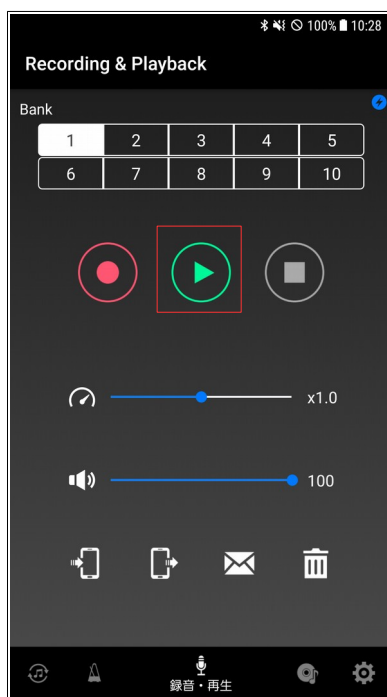 100% 10:28
Recording & Playback
Bank
1 2 3 4 5
6 7 8 9 10
x1.0
100
録音・再生